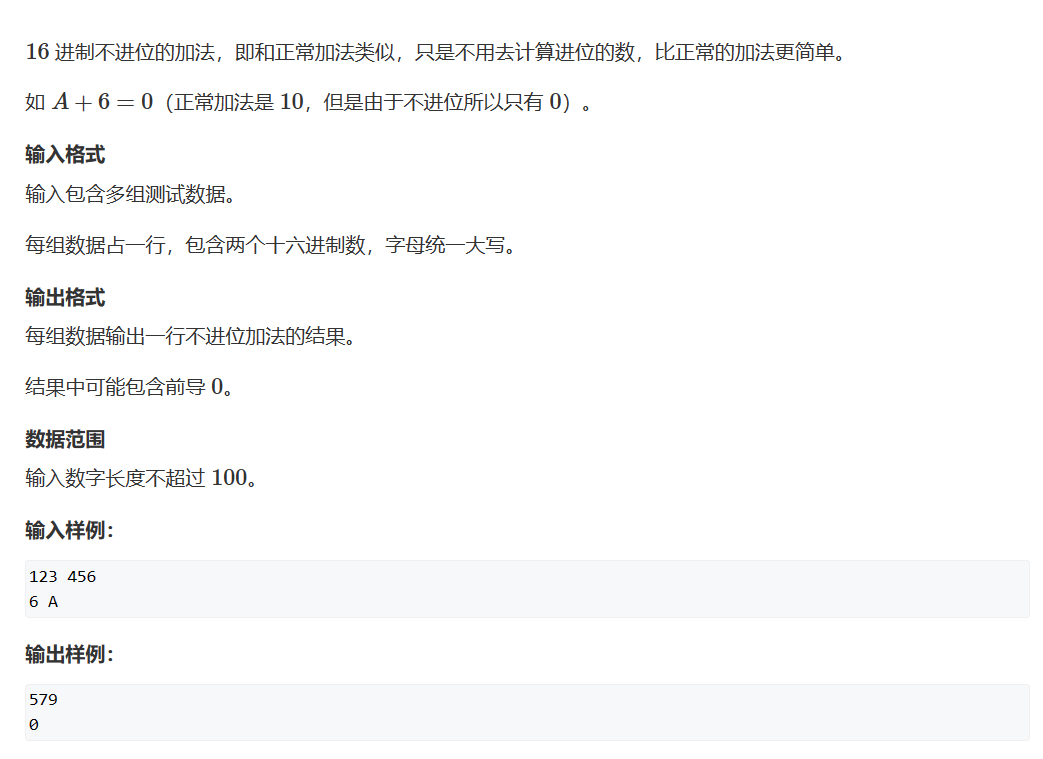 16 进制不进位的加法，即和正常加法类似，只是不用去计算进位的数，比正常的加法更简单。
如 A + 6 = 0（正常加法是 10，但是由于不进位所以只有 0）。
输入格式
输入包含多组测试数据。
每组数据占一行，包含两个十六进制数，字母统一大写。
输出格式
每组数据输出一行不进位加法的结果。
结果中可能包含前导 0。
数据范围
输入数字长度不超过 100。
输入样例：
123 456
6 A
输出样例：
579
0